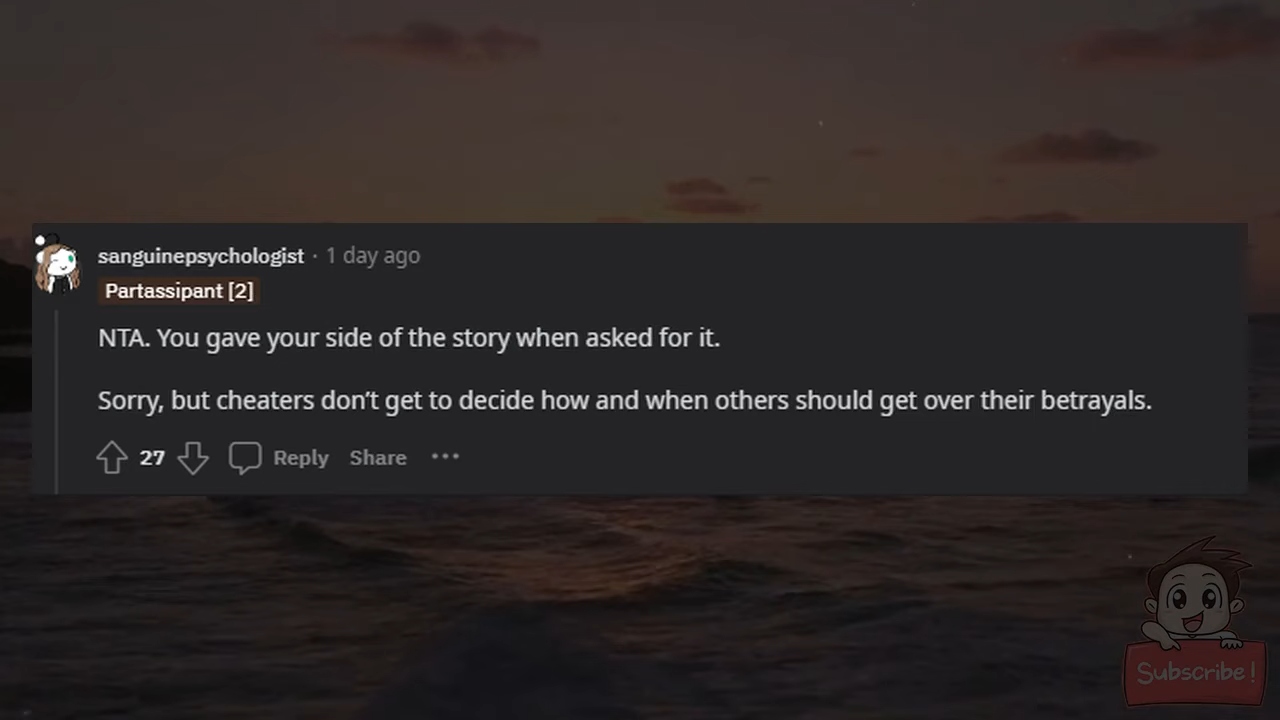 sanguinepsychologist · 1 day ago
Partassipant [2]
NTA. You gave your side of the story when asked for it.
Sorry, but cheaters don’t get to decide how and when others should get over their betrayals.
27 Reply Share •••
Subscribe!